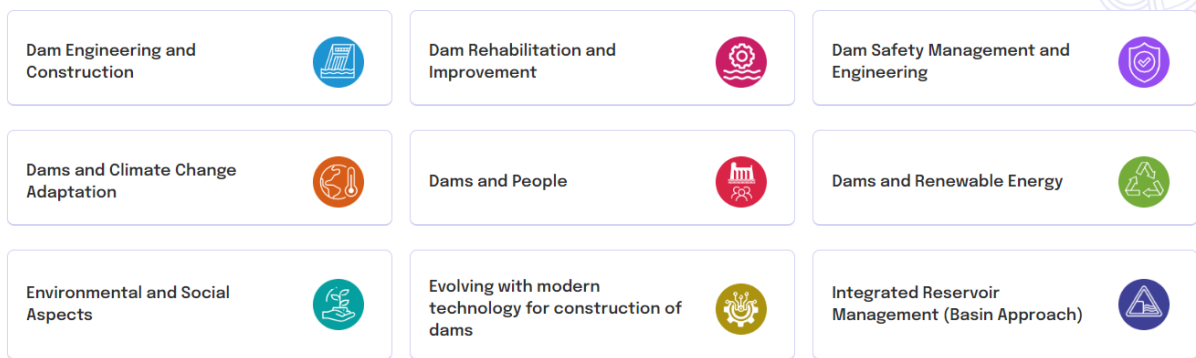 Dam Engineering and
Construction
Dam Rehabilitation and
Improvement
Dam Safety Management and
Engineering
Dams and Climate Change
Adaptation
Dams and People
Dams and Renewable Energy
Environmental and Social
Aspects
Evolving with modern
technology for construction of
dams
Integrated Reservoir
Management (Basin Approach)